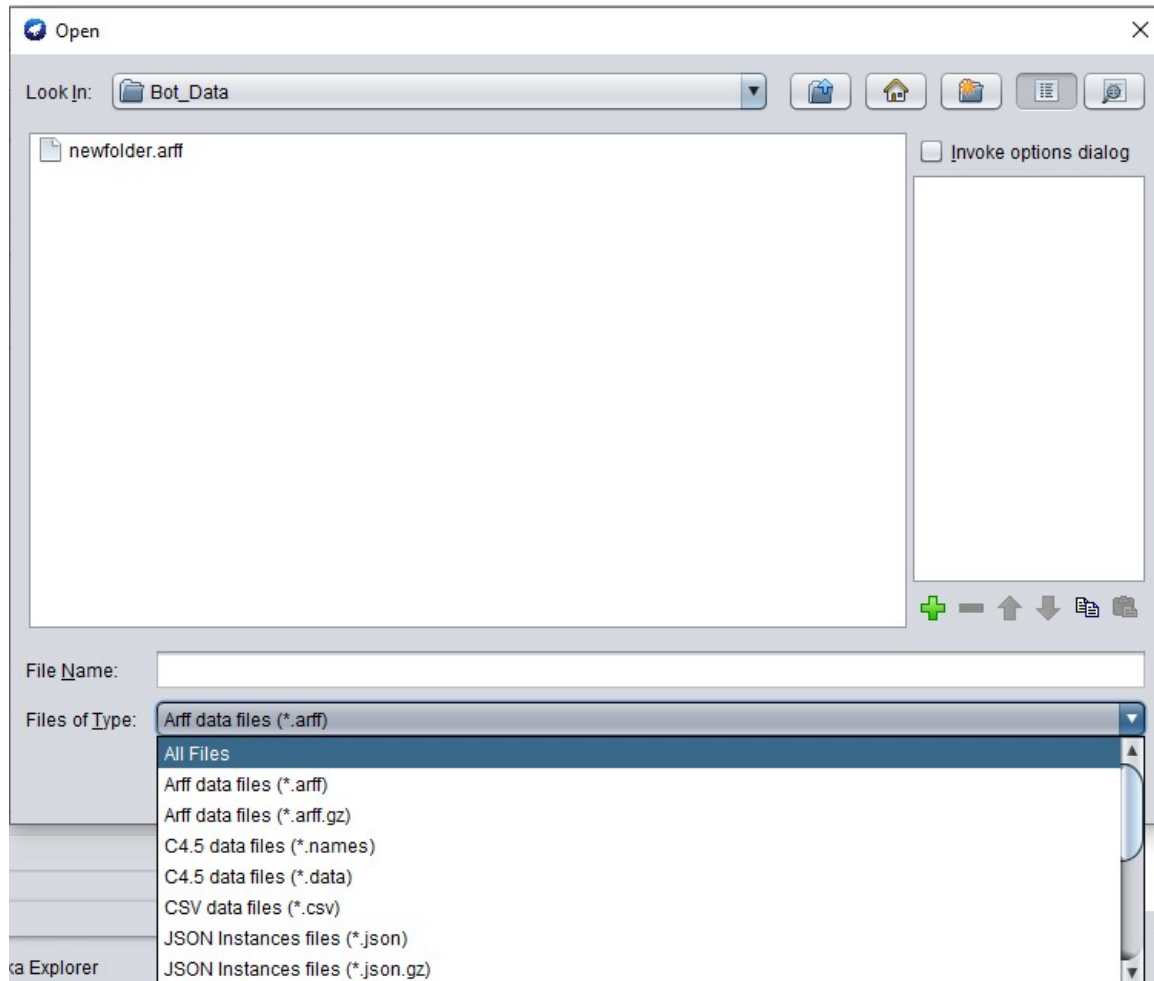 Open
Look In: Bot_Data
newfolder.arff
Invoke options dialog
File Name:
Files of Type: Arff data files (*.arff)
All Files
Arff data files (*.arff)
Arff data files (*.arff.gz)
C4.5 data files (*.names)
C4.5 data files (*.data)
CSV data files (*.csv)
JSON Instances files (*.json)
JSON Instances files (*.json.gz)
ka Explorer